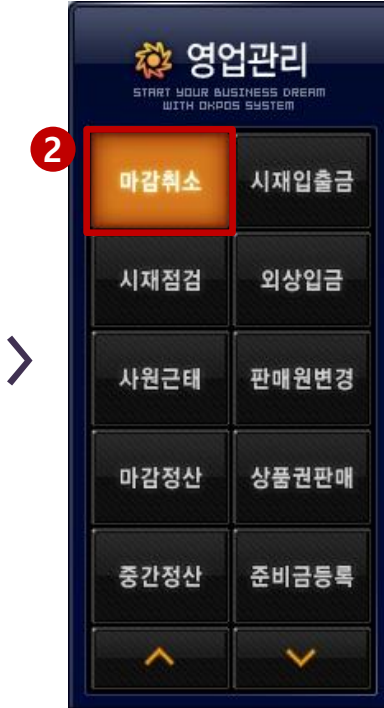 영업관리
START YOUR BUSINESS DREAM
WITH OKPOS SYSTEM
2
마감취소 시재입출금
시재점검 외상입금
사원근태 판매원변경
마감정산 상품권판매
중간정산 준비금등록